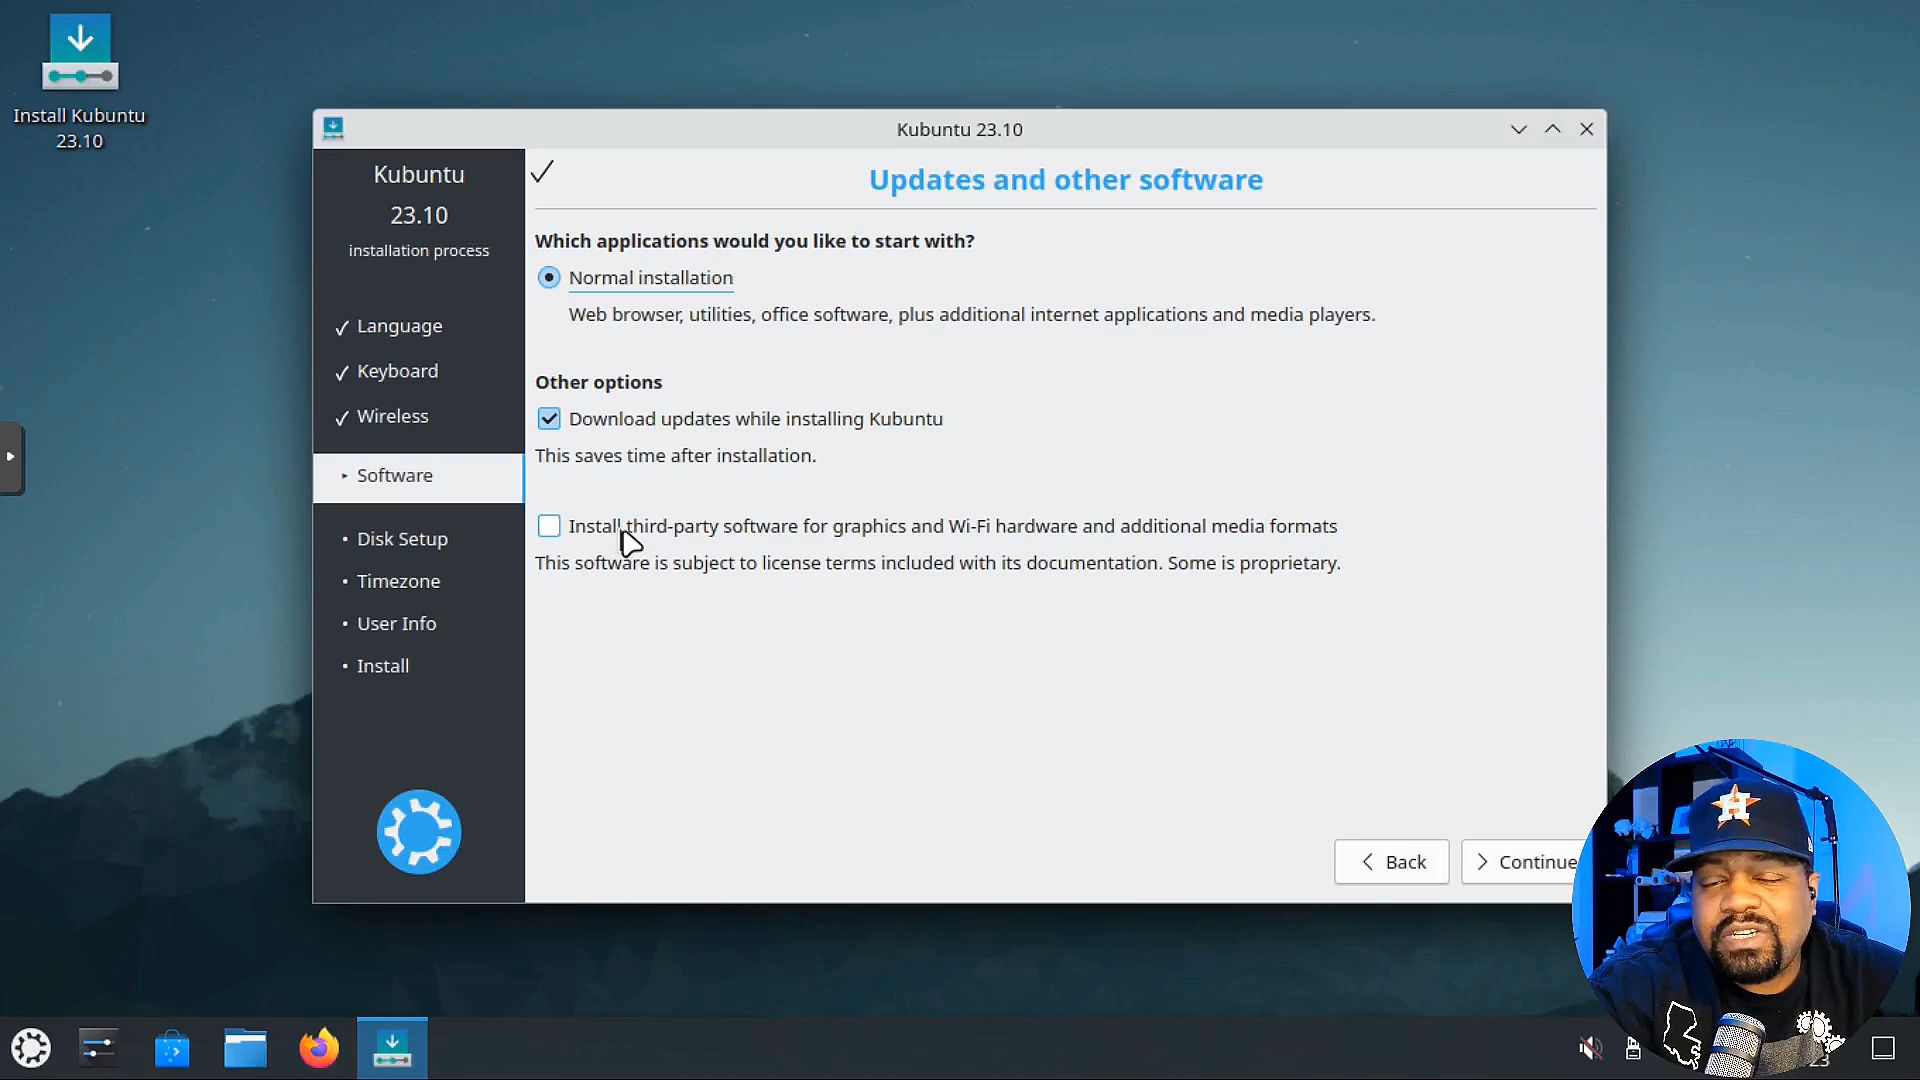 Install Kubuntu
23.10
Kubuntu 23.10
Kubuntu
23.10
installation process
Language
Keyboard
Wireless
Software
Disk Setup
Timezone
User Info
Install
Updates and other software
Which applications would you like to start with?
Normal installation
Web browser, utilities, office software, plus additional internet applications and media players.
Other options
Download updates while installing Kubuntu
This saves time after installation.
Install third-party software for graphics and Wi-Fi hardware and additional media formats
This software is subject to license terms included with its documentation. Some is proprietary.
Back
Continue
H
23